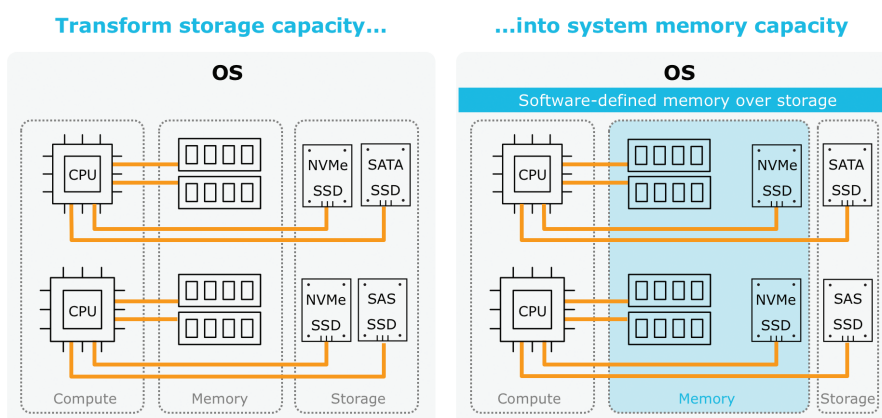 Transform storage capacity...
OS
CPU
NVMe
SSD
SATA
SSD
CPU
NVMe
SSD
SAS
SSD
Compute
Memory
Storage
...into system memory capacity
OS
Software-defined memory over storage
CPU
NVMe
SSD
SATA
SSD
CPU
NVMe
SSD
SAS
SSD
Compute
Memory
Storage